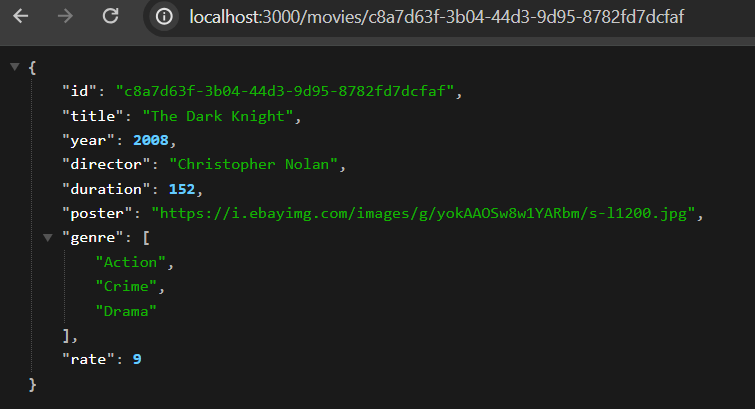 localhost:3000/movies/c8a7d63f-3b04-44d3-9d95-8782fd7dcfaf
{
"id": "c8a7d63f-3b04-44d3-9d95-8782fd7dcfaf",
"title": "The Dark Knight",
"year": 2008,
"director": "Christopher Nolan",
"duration": 152,
"poster": "https://i.ebayimg.com/images/g/yokAAOSw8w1YARbm/s-l1200.jpg",
"genre": [
"Action",
"Crime",
"Drama"
],
"rate": 9
}